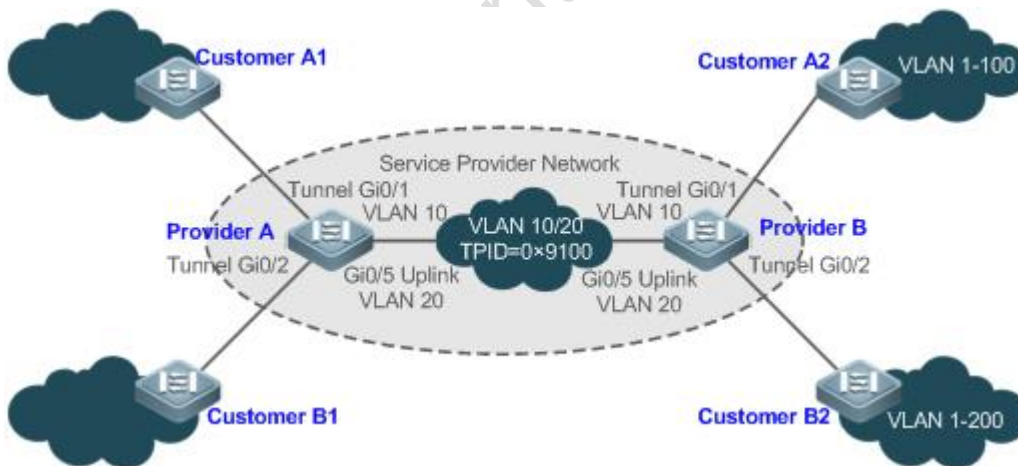 Customer A1
Customer A2
VLAN 1-100
Service Provider Network
Tunnel Gi0/1
VLAN 10
Tunnel Gi0/1
VLAN 10
Provider A
VLAN 10/20
TPID=0×9100
Provider B
Tunnel Gi0/2
Gi0/5 Uplink
VLAN 20
Gi0/5 Uplink
VLAN 20
Tunnel Gi0/2
Customer B1
Customer B2
VLAN 1-200